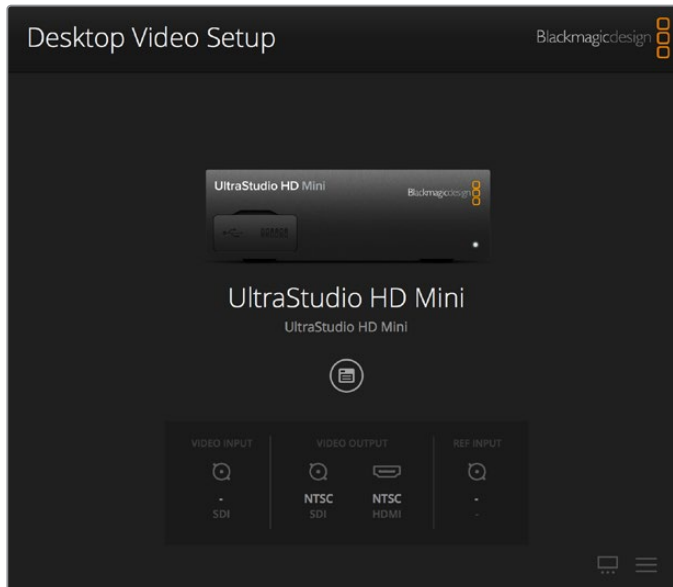 Desktop Video Setup
Blackmagicdesign
UltraStudio HD Mini
Blackmagicdesign
UltraStudio HD Mini
UltraStudio HD Mini
VIDEO INPUT VIDEO OUTPUT REF INPUT
- NTSC NTSC -
SDI SDI HDMI -